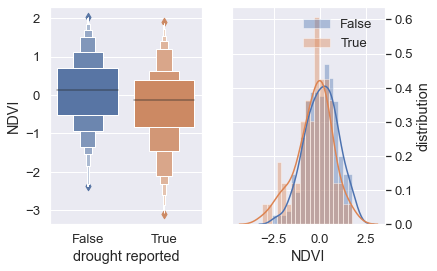 NDVI
2
1
0
−1
−2
−3
False
True
drought reported
False
True
−2.5
0.0
2.5
NDVI
0.6
0.5
0.4
0.3
0.2
0.1
0.0
distribution